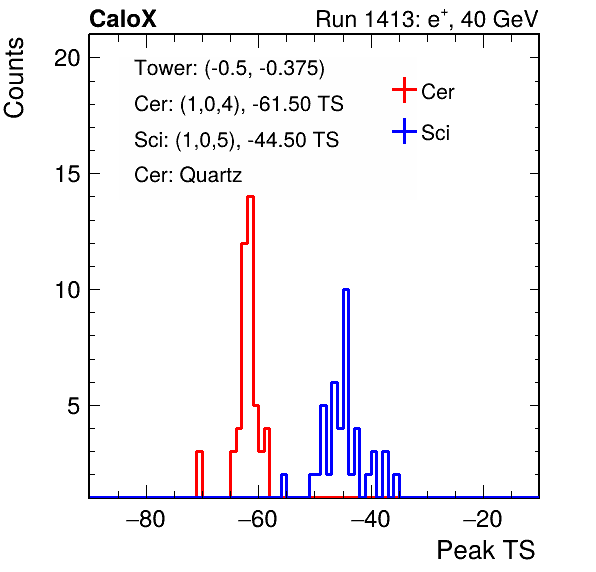 CaloX Run 1413: e⁺, 40 GeV
Counts
Tower: (-0.5, -0.375)
Cer: (1,0,4), -61.50 TS
Sci: (1,0,5), -44.50 TS
Cer: Quartz
Cer
Sci
20
15
10
5
−80 −60 −40 −20
Peak TS